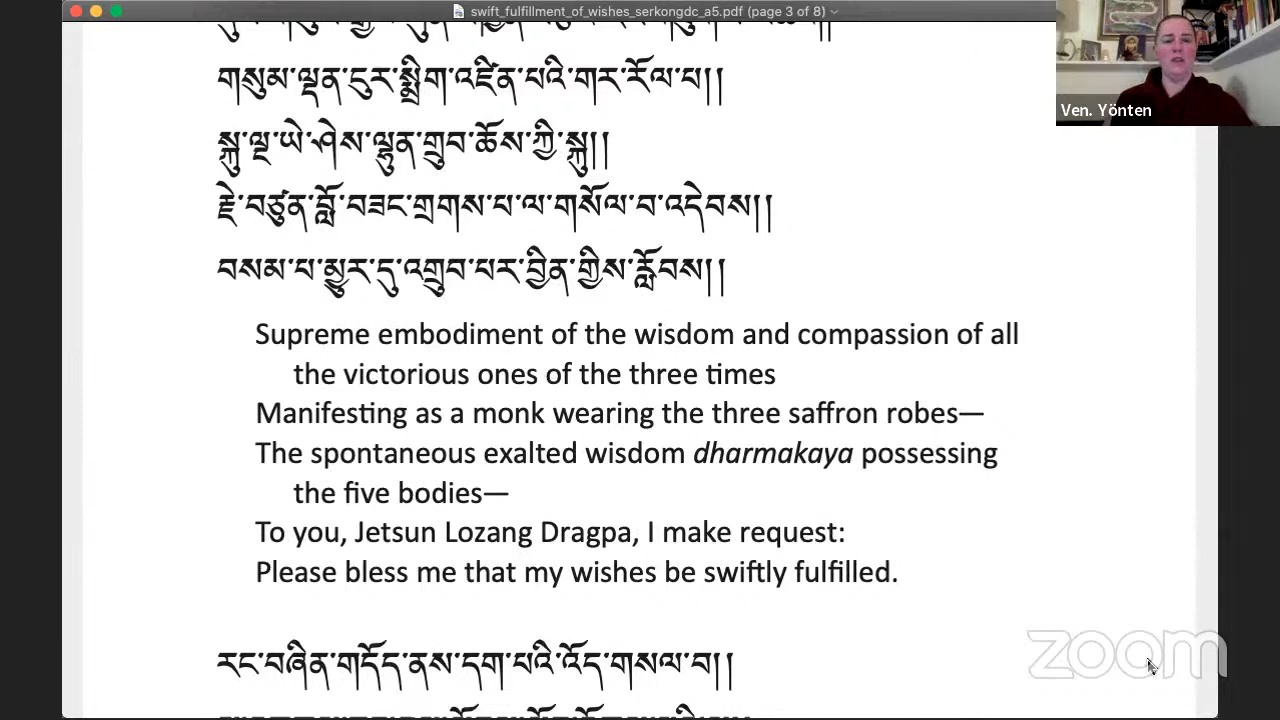 swift_fulfillment_of_wishes_serkongdc_a5.pdf (page 3 of 8)
གསུམ་ལྡན་ངུར་སྨྲིག་འཛིན་པའི་གར་རོལ་པ།།
སྐུ་ལྔ་ཡེ་ཤེས་ལྷུན་གྲུབ་ཆོས་ཀྱི་སྐུ།།
རྗེ་བཙུན་བློ་བཟང་གྲགས་པ་ལ་གསོལ་བ་འདེབས།།
བསམ་པ་མྱུར་དུ་འགྲུབ་པར་བྱིན་གྱིས་རློབས།།
Supreme embodiment of the wisdom and compassion of all
the victorious ones of the three times
Manifesting as a monk wearing the three saffron robes—
The spontaneous exalted wisdom dharmakaya possessing
the five bodies—
To you, Jetsun Lozang Dragpa, I make request:
Please bless me that my wishes be swiftly fulfilled.
རང་བཞིན་གདོད་ནས་དག་པའི་འོད་གསལ་བ།།
Ven. Yönten
zoom